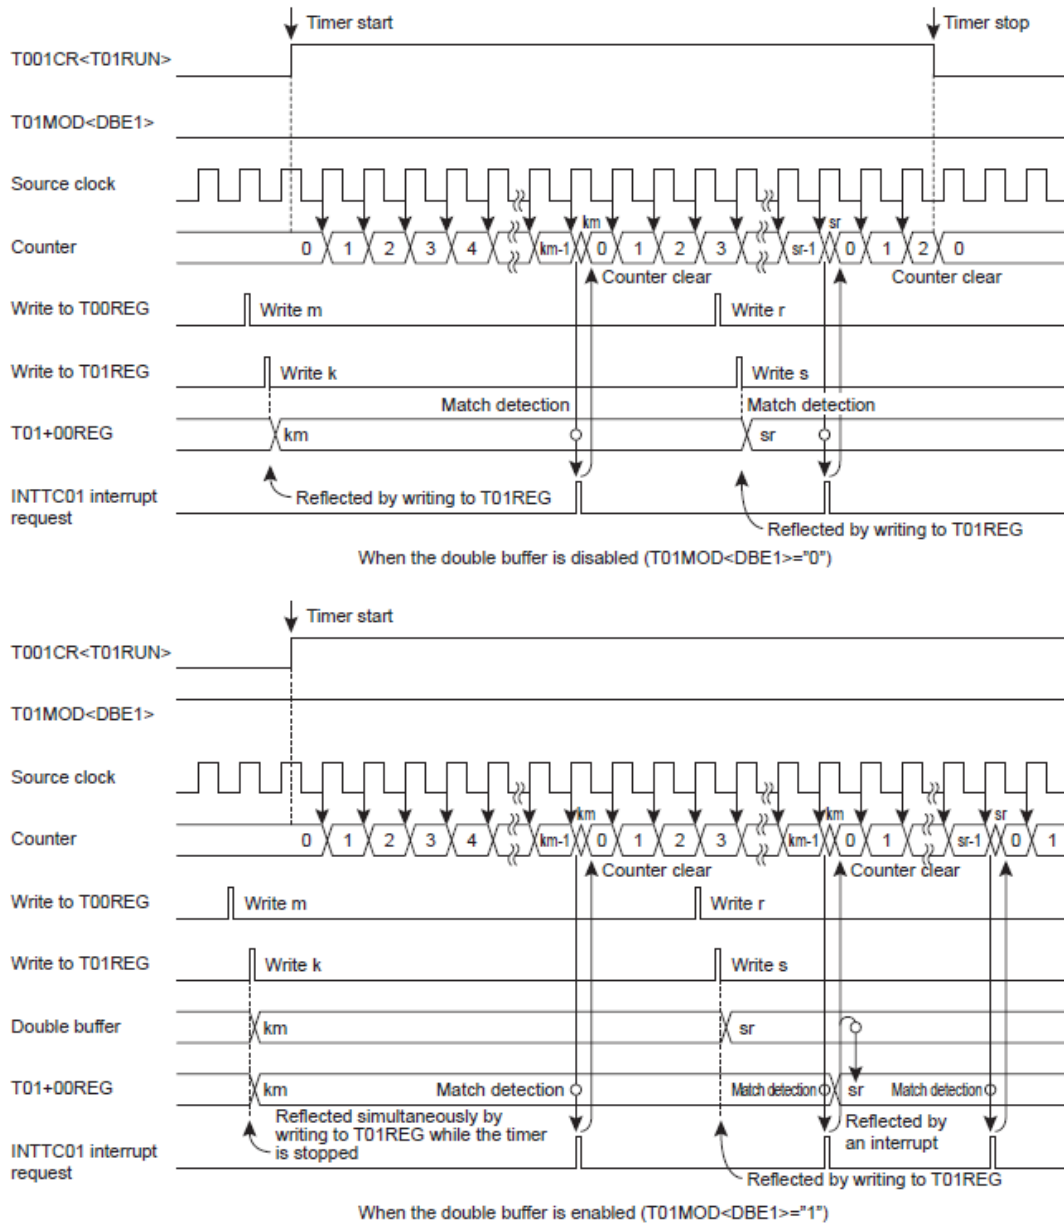 Timer start
Timer stop
T001CR<T01RUN>
T01MOD<DBE1>
Source clock
km
sr
Counter
0 1 2 3 4 km-1 0 1 2 3 sr-1 0 1 2 0
Counter clear
Counter clear
Write to T00REG
Write m
Write r
Write to T01REG
Write k
Write s
Match detection
Match detection
T01+00REG
km
sr
INTTC01 interrupt
request
Reflected by writing to T01REG
Reflected by writing to T01REG
When the double buffer is disabled (T01MOD<DBE1>="0")
Timer start
T001CR<T01RUN>
T01MOD<DBE1>
Source clock
km
km
sr
Counter
0 1 2 3 4 km-1 0 1 2 3 km-1 0 1 sr-1 0 1
Counter clear
Counter clear
Write to T00REG
Write m
Write r
Write to T01REG
Write k
Write s
Double buffer
km
sr
T01+00REG
km
Match detection
Match detection
sr
Match detection
Reflected simultaneously by
writing to T01REG while the timer
is stopped
Reflected by
an interrupt
INTTC01 interrupt
request
Reflected by writing to T01REG
When the double buffer is enabled (T01MOD<DBE1>="1")